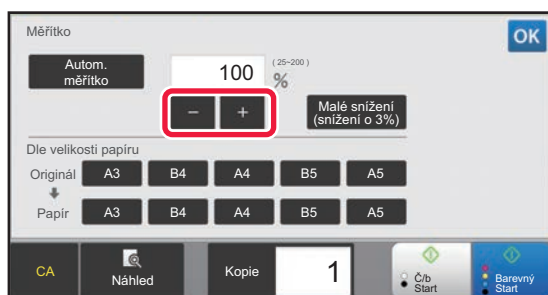 Měřítko
OK
Autom.
měřítko
100
(25~200)
%
−
+
Malé snížení
(snížení o 3%)
Dle velikosti papíru
Originál
A3
B4
A4
B5
A5
Papír
A3
B4
A4
B5
A5
CA
Náhled
Kopie
1
Č/b
Start
Barevný
Start